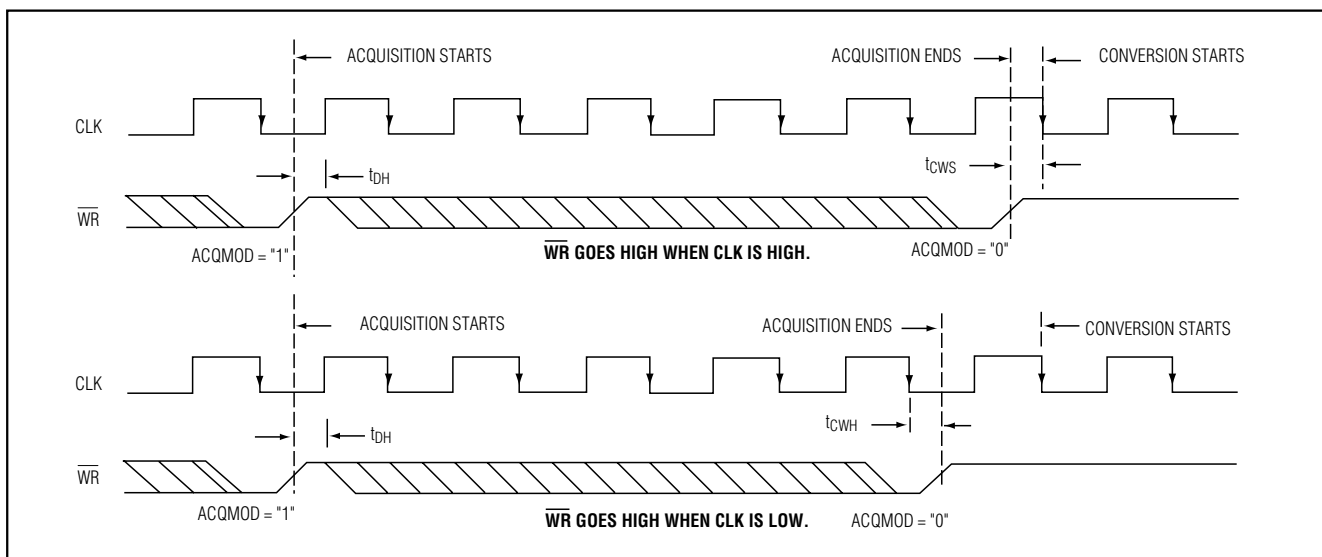 ACQUISITION STARTS
ACQUISITION ENDS
CONVERSION STARTS
CLK
tCWS
tDH
WR
ACQMOD = "1"
WR GOES HIGH WHEN CLK IS HIGH.
ACQMOD = "0"
ACQUISITION STARTS
ACQUISITION ENDS
CONVERSION STARTS
CLK
tCWH
tDH
WR
ACQMOD = "1"
WR GOES HIGH WHEN CLK IS LOW.
ACQMOD = "0"